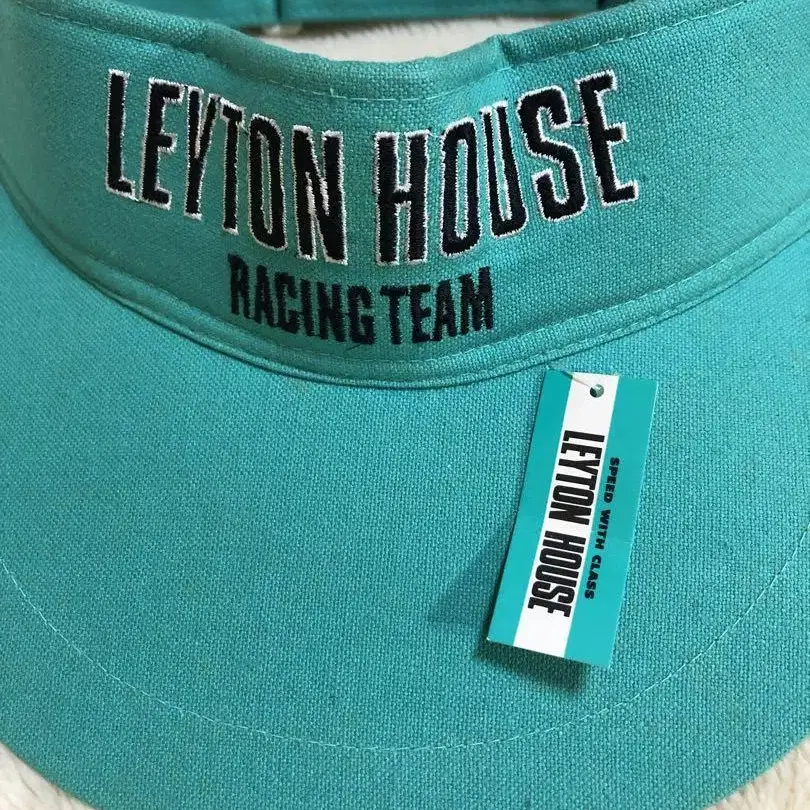 LEYTON HOUSE
RACING TEAM
SPEED WITH CLASS
LEYTON HOUSE